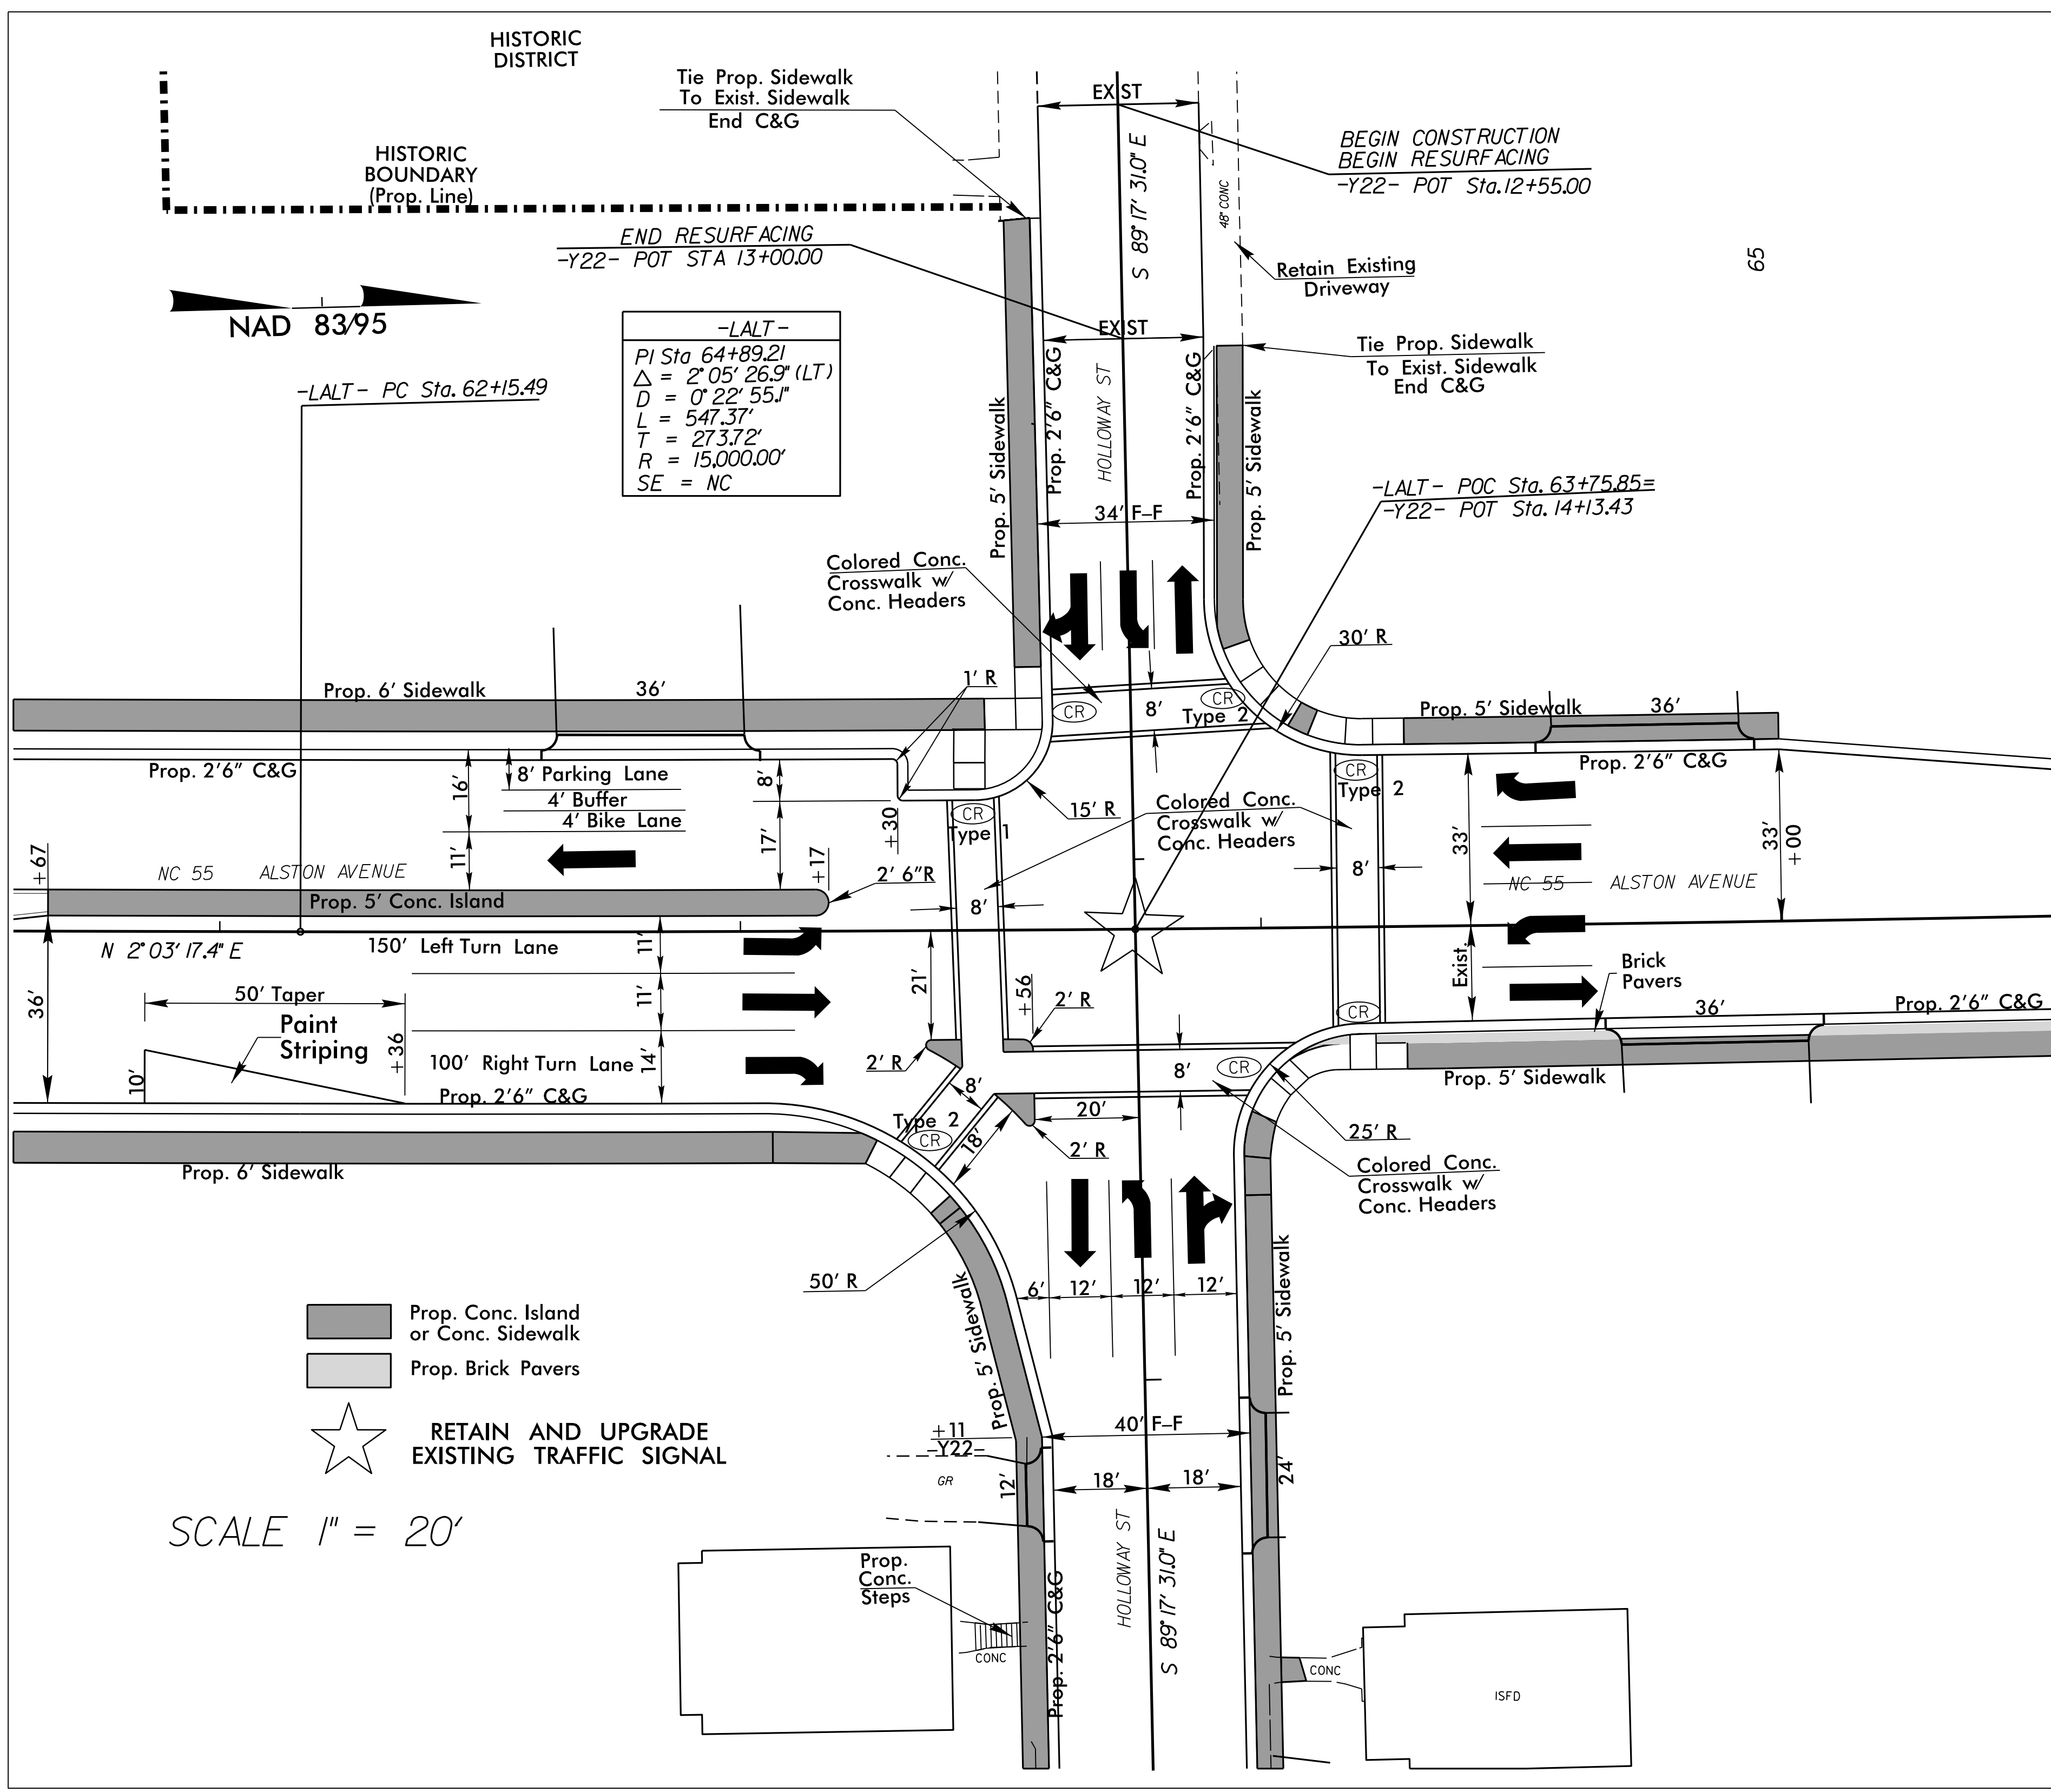 HISTORIC
DISTRICT
Tie Prop. Sidewalk
To Exist. Sidewalk
End C&G
EXIST
BEGIN CONSTRUCTION
BEGIN RESURFACING
-Y22- POT Sta.12+55.00
HISTORIC
BOUNDARY
(Prop. Line)
S 89°17'31.0" E
48" CONC
END RESURFACING
-Y22- POT STA 13+00.00
65
Retain Existing
Driveway
NAD 83/95
-LALT-
PI Sta 64+89.21
△ = 2°05'26.9" (LT)
D = 0°22'55.1"
L = 547.37'
T = 273.72'
R = 15,000.00'
SE = NC
EXIST
Tie Prop. Sidewalk
To Exist. Sidewalk
End C&G
-LALT- PC Sta. 62+15.49
Prop. 5' Sidewalk
Prop. 2'6" C&G
HOLLOWAY ST
Prop. 2'6" C&G
Prop. 5' Sidewalk
-LALT- POC Sta. 63+75.85=
-Y22- POT Sta. 14+13.43
34' F-F
Colored Conc.
Crosswalk w/
Conc. Headers
30' R
1' R
Prop. 6' Sidewalk
36'
CR
8'
CR
Type 2
Prop. 5' Sidewalk
36'
Prop. 2'6" C&G
16'
8' Parking Lane
4' Buffer
4' Bike Lane
8'
17'
11'
+30
CR
Type 1
15' R
Colored Conc.
Crosswalk w/
Conc. Headers
CR
Type 2
Prop. 2'6" C&G
33'
33'
+00
+67
NC 55 ALSTON AVENUE
+17
2' 6"R
8'
8'
NC 55 ALSTON AVENUE
Prop. 5' Conc. Island
N 2°03'17.4" E
150' Left Turn Lane
11'
21'
Exist.
Brick
Pavers
36'
50' Taper
11'
+56
2' R
CR
36'
Prop. 2'6" C&G
Paint
Striping
+36
10'
100' Right Turn Lane
14'
Prop. 2'6" C&G
2' R
8'
8'
CR
Prop. 5' Sidewalk
Type 2
CR
18'
20'
2' R
25' R
Prop. 6' Sidewalk
Colored Conc.
Crosswalk w/
Conc. Headers
50' R
6'
12'
12'
12'
Prop. 5' Sidewalk
Prop. 5' Sidewalk
Prop. Conc. Island
or Conc. Sidewalk
Prop. Brick Pavers
RETAIN AND UPGRADE
EXISTING TRAFFIC SIGNAL
+11
-Y22-
40' F-F
GR
12'
18'
18'
24'
SCALE 1" = 20'
HOLLOWAY ST
S 89°17'31.0" E
Prop.
Conc.
Steps
Prop. 2'6" C&G
CONC
CONC
ISFD